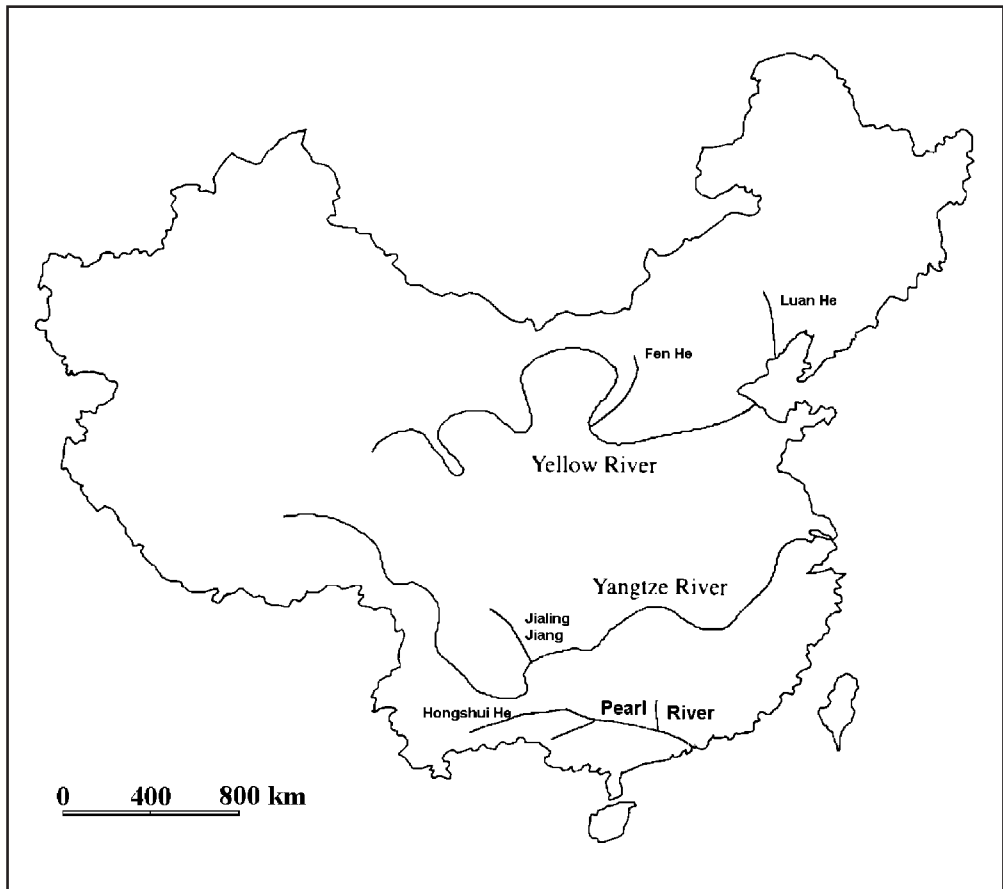 Luan He
Fen He
Yellow River
Yangtze River
Jialing
Jiang
Pearl River
Hongshui He
0 400 800 km